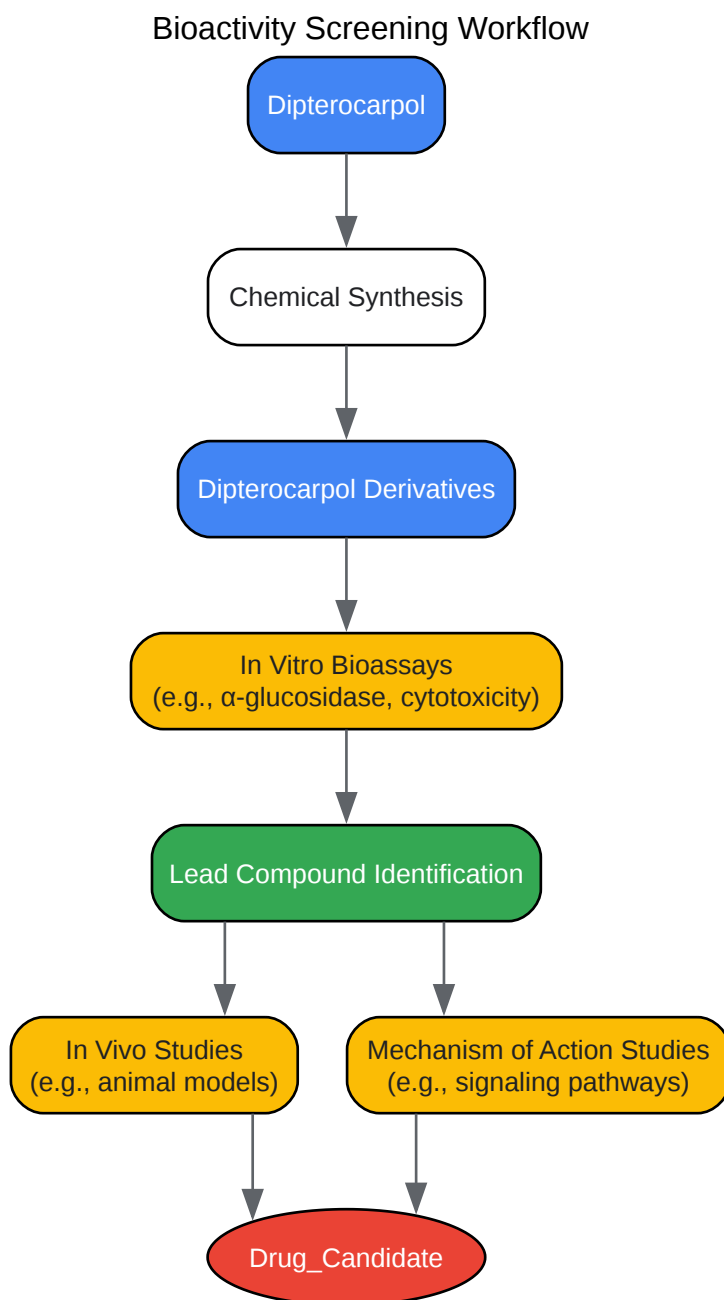 Bioactivity Screening Workflow
Dipterocarpol
Chemical Synthesis
Dipterocarpol Derivatives
In Vitro Bioassays
(e.g., α-glucosidase, cytotoxicity)
Lead Compound Identification
In Vivo Studies
(e.g., animal models)
Mechanism of Action Studies
(e.g., signaling pathways)
Drug_Candidate